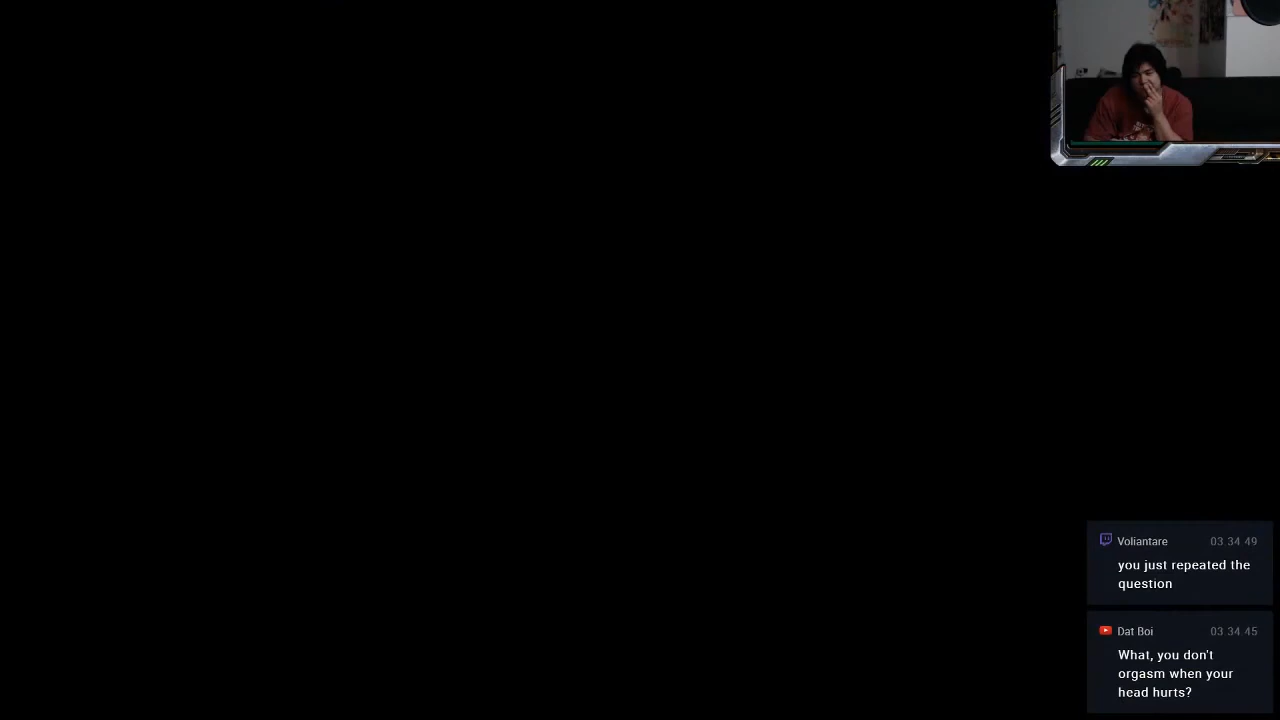 Voliantare 03 34 49
you just repeated the
question
Dat Boi 03 34 45
What, you don't
orgasm when your
head hurts?